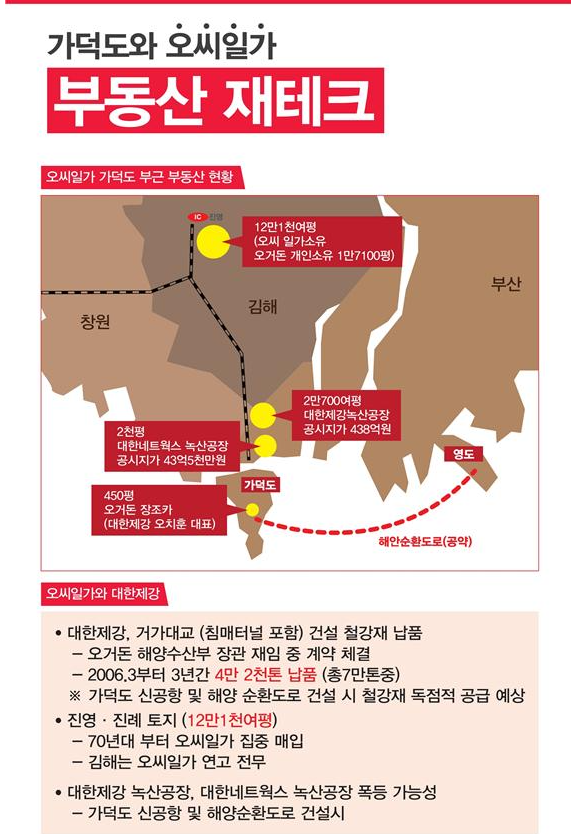 가덕도와 오씨일가
부동산 재테크
오씨일가 가덕도 부근 부동산 현황
IC 진영
12만1천여평
(오씨 일가소유
오거돈 개인소유 1만7100평)
부산
창원
김해
2만700여평
대한제강녹산공장
공시지가 438억원
2천평
대한네트웍스 녹산공장
공시지가 43억5천만원
영도
가덕도
450평
오거돈 장조카
(대한제강 오치훈 대표)
해안순환도로(공약)
오씨일가와 대한제강
• 대한제강, 거가대교 (침매터널 포함) 건설 철강재 납품
– 오거돈 해양수산부 장관 재임 중 계약 체결
– 2006.3부터 3년간 4만 2천톤 납품 (총7만톤중)
※ 가덕도 신공항 및 해양 순환도로 건설 시 철강재 독점적 공급 예상
• 진영 · 진례 토지 (12만1천여평)
– 70년대 부터 오씨일가 집중 매입
– 김해는 오씨일가 연고 전무
• 대한제강 녹산공장, 대한네트웍스 녹산공장 폭등 가능성
– 가덕도 신공항 및 해양순환도로 건설시